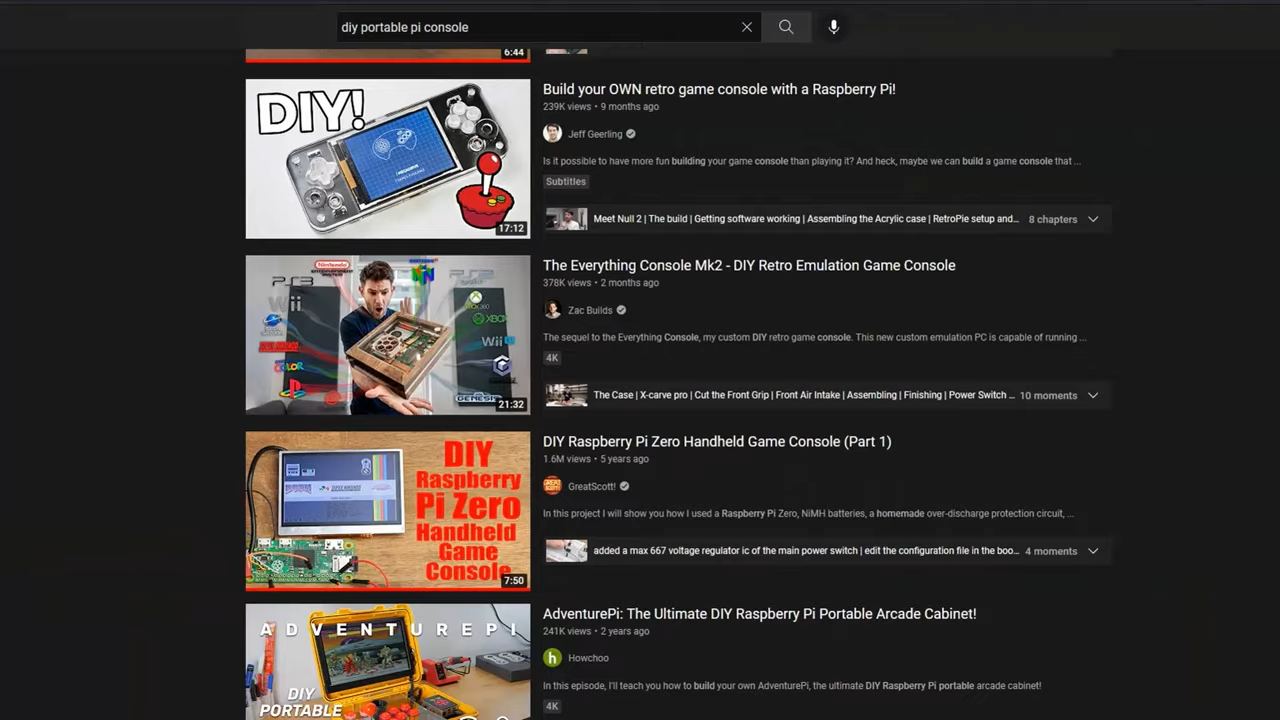 diy portable pi console
6:44
DIY!
17:12
Build your OWN retro game console with a Raspberry Pi!
239K views • 9 months ago
Jeff Geerling
Is it possible to have more fun building your game console than playing it? And heck, maybe we can build a game console that ...
Subtitles
Meet Null 2 | The build | Getting software working | Assembling the Acrylic case | RetroPie setup and...
8 chapters
PS3
Wii
Nintendo
COLOR
XBOX
Wii U
GENESIS
21:32
The Everything Console Mk2 - DIY Retro Emulation Game Console
378K views • 2 months ago
Zac Builds
The sequel to the Everything Console, my custom DIY retro game console. This new custom emulation PC is capable of running ...
4K
The Case | X-carve pro | Cut the Front Grip | Front Air Intake | Assembling | Finishing | Power Switch ...
10 moments
DIY
Raspberry
Pi Zero
Handheld
Game
Console
7:50
DIY Raspberry Pi Zero Handheld Game Console (Part 1)
1.6M views • 5 years ago
GreatScott!
In this project I will show you how I used a Raspberry Pi Zero, NiMH batteries, a homemade over-discharge protection circuit, ...
added a max 667 voltage regulator ic of the main power switch | edit the configuration file in the boo...
4 moments
ADVENTUREPI
DIY
PORTABLE
AdventurePi: The Ultimate DIY Raspberry Pi Portable Arcade Cabinet!
241K views • 2 years ago
h
Howchoo
In this episode, I'll teach you how to build your own AdventurePi, the ultimate DIY Raspberry Pi portable arcade cabinet!
4K